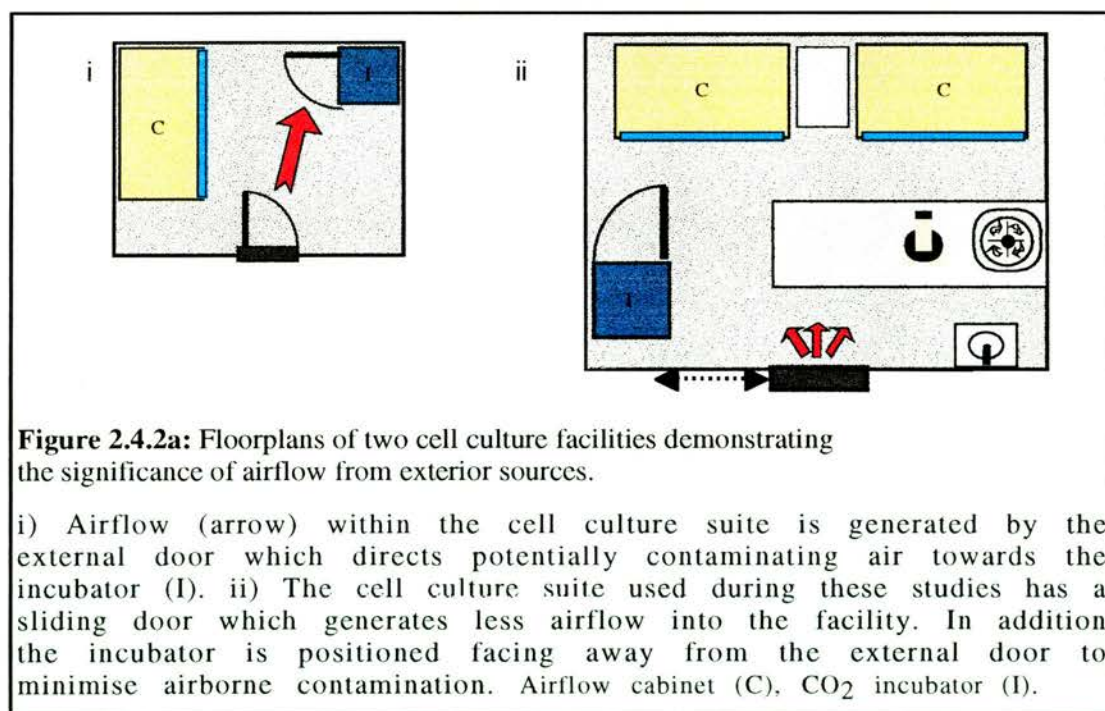 i
ii
C
I
C
C
I
Figure 2.4.2a: Floorplans of two cell culture facilities demonstrating
the significance of airflow from exterior sources.
i) Airflow (arrow) within the cell culture suite is generated by the
external door which directs potentially contaminating air towards the
incubator (I). ii) The cell culture suite used during these studies has a
sliding door which generates less airflow into the facility. In addition
the incubator is positioned facing away from the external door to
minimise airborne contamination. Airflow cabinet (C), CO2 incubator (I).